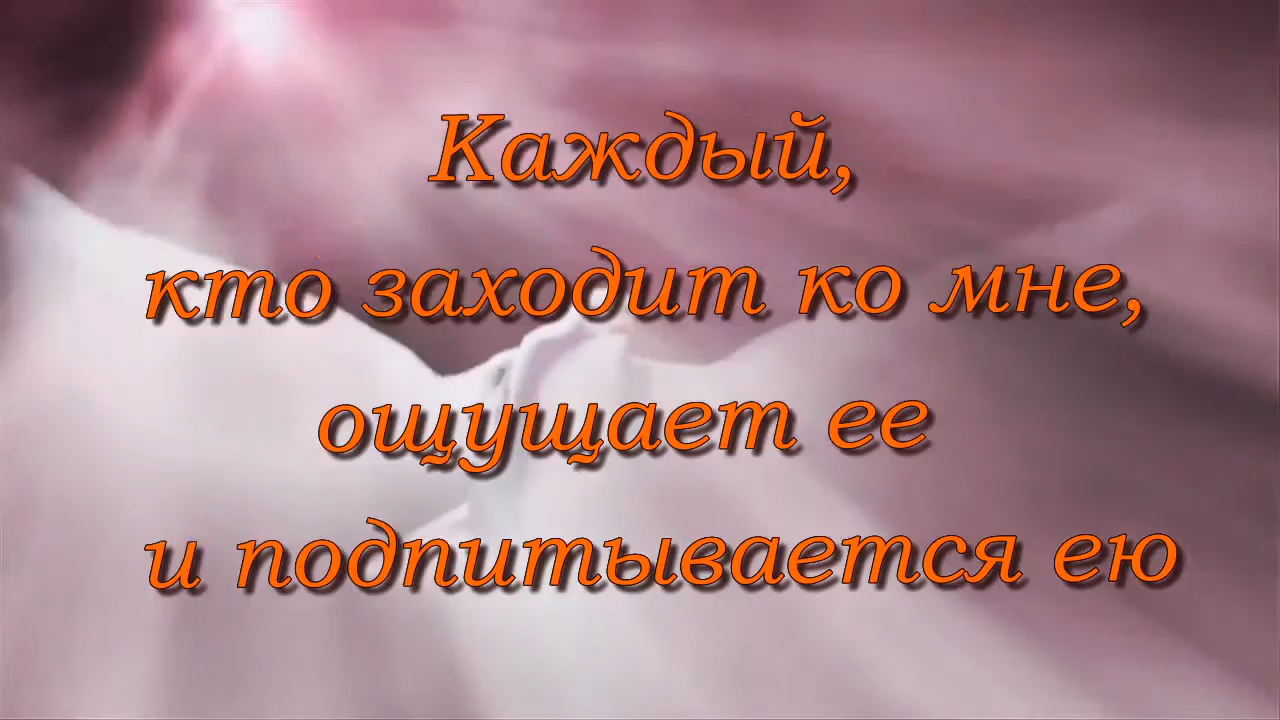 Каждый,
кто заходит ко мне,
ощущает ее
и подпитывается ею